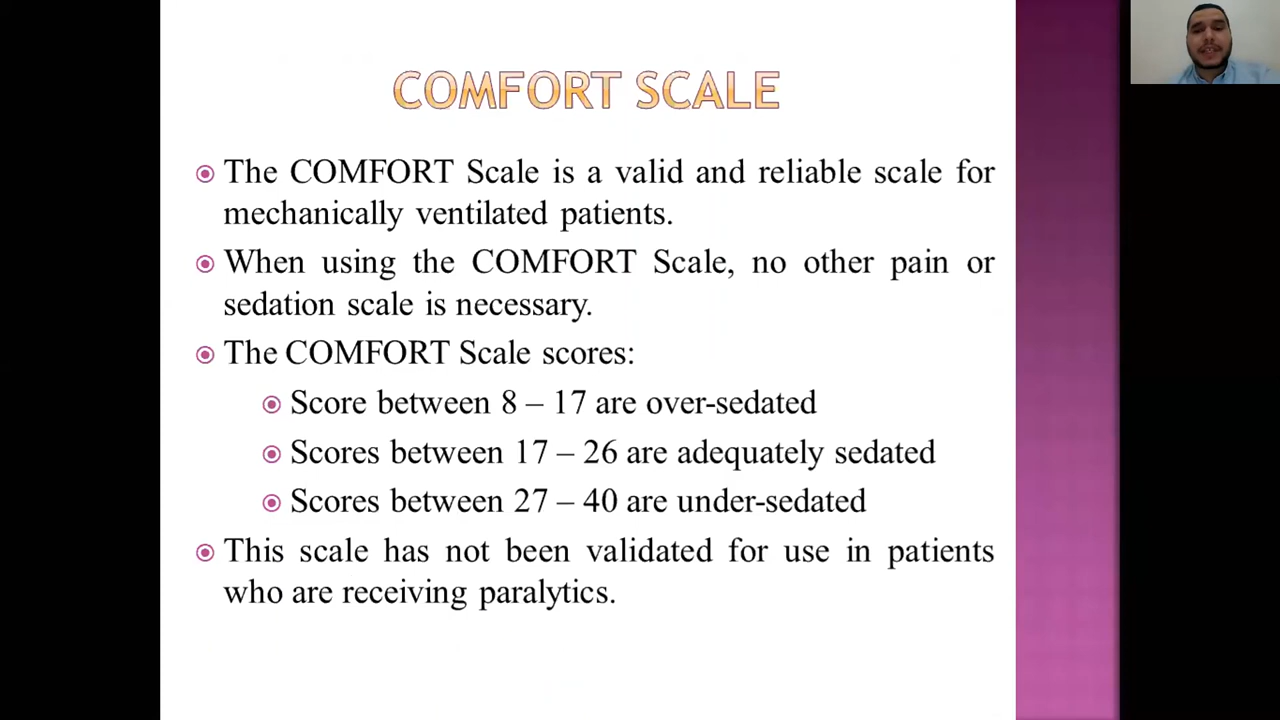 COMFORT SCALE
The COMFORT Scale is a valid and reliable scale for
mechanically ventilated patients.
When using the COMFORT Scale, no other pain or
sedation scale is necessary.
The COMFORT Scale scores:
Score between 8 – 17 are over-sedated
Scores between 17 – 26 are adequately sedated
Scores between 27 – 40 are under-sedated
This scale has not been validated for use in patients
who are receiving paralytics.